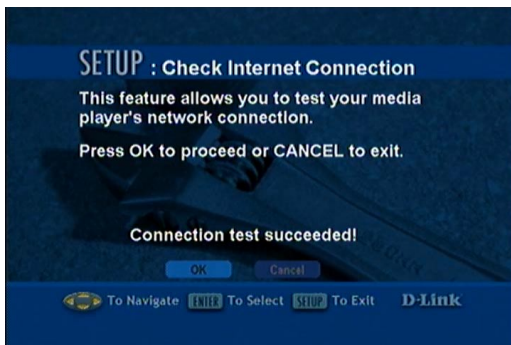 SETUP : Check Internet Connection
This feature allows you to test your media
player's network connection.
Press OK to proceed or CANCEL to exit.
Connection test succeeded!
OK Cancel
To Navigate ENTER To Select SETUP To Exit D-Link